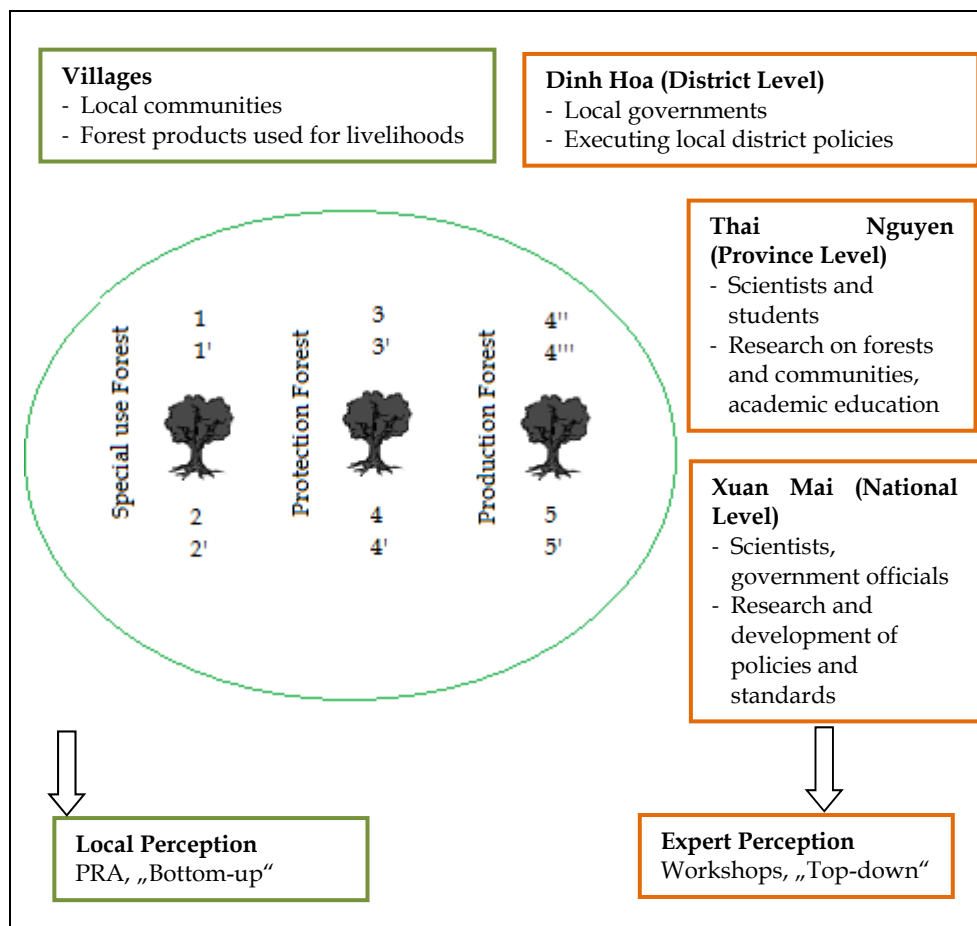 Villages
- Local communities
- Forest products used for livelihoods
Dinh Hoa (District Level)
- Local governments
- Executing local district policies
Thai Nguyen
(Province Level)
- Scientists and
students
- Research on forests
and communities,
academic education
Special use Forest
1
1'
2
2'
Protection Forest
3
3'
4
4'
Production Forest
4''
4'''
5
5'
Xuan Mai (National
Level)
- Scientists,
government officials
- Research and
development of
policies and
standards
Local Perception
PRA, „Bottom-up“
Expert Perception
Workshops, „Top-down“